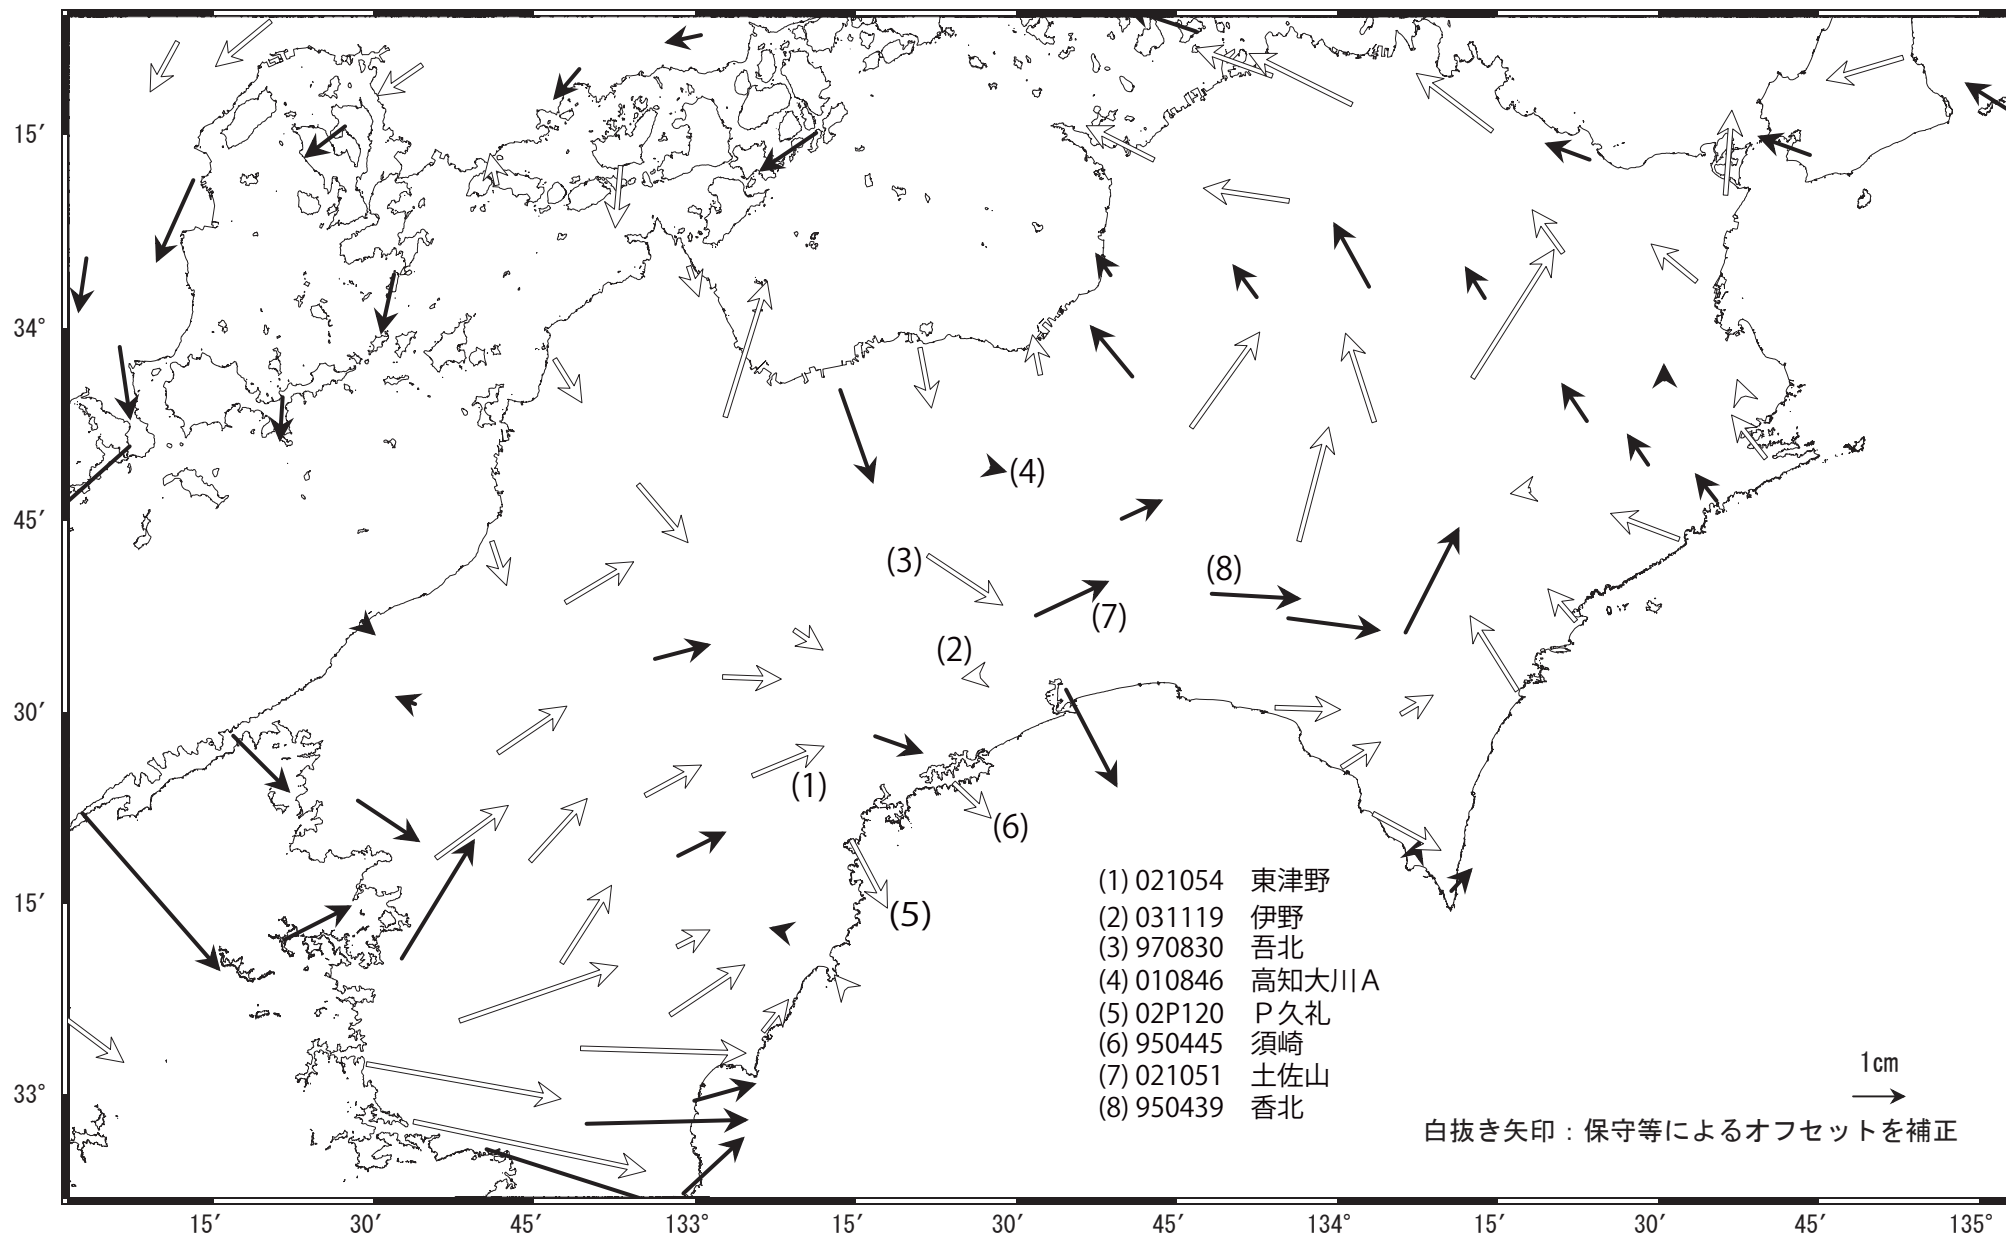 15′
34°
45′
30′
15′
33°
(4)
(3)
(8)
(7)
(2)
(1)
(6)
(5)
(1) 021054 東津野
(2) 031119 伊野
(3) 970830 吾北
(4) 010846 高知大川A
(5) 02P120 P久礼
(6) 950445 須崎
(7) 021051 土佐山
(8) 950439 香北
1cm
白抜き矢印：保守等によるオフセットを補正
15′ 30′ 45′ 133° 15′ 30′ 45′ 134° 15′ 30′ 45′ 135°